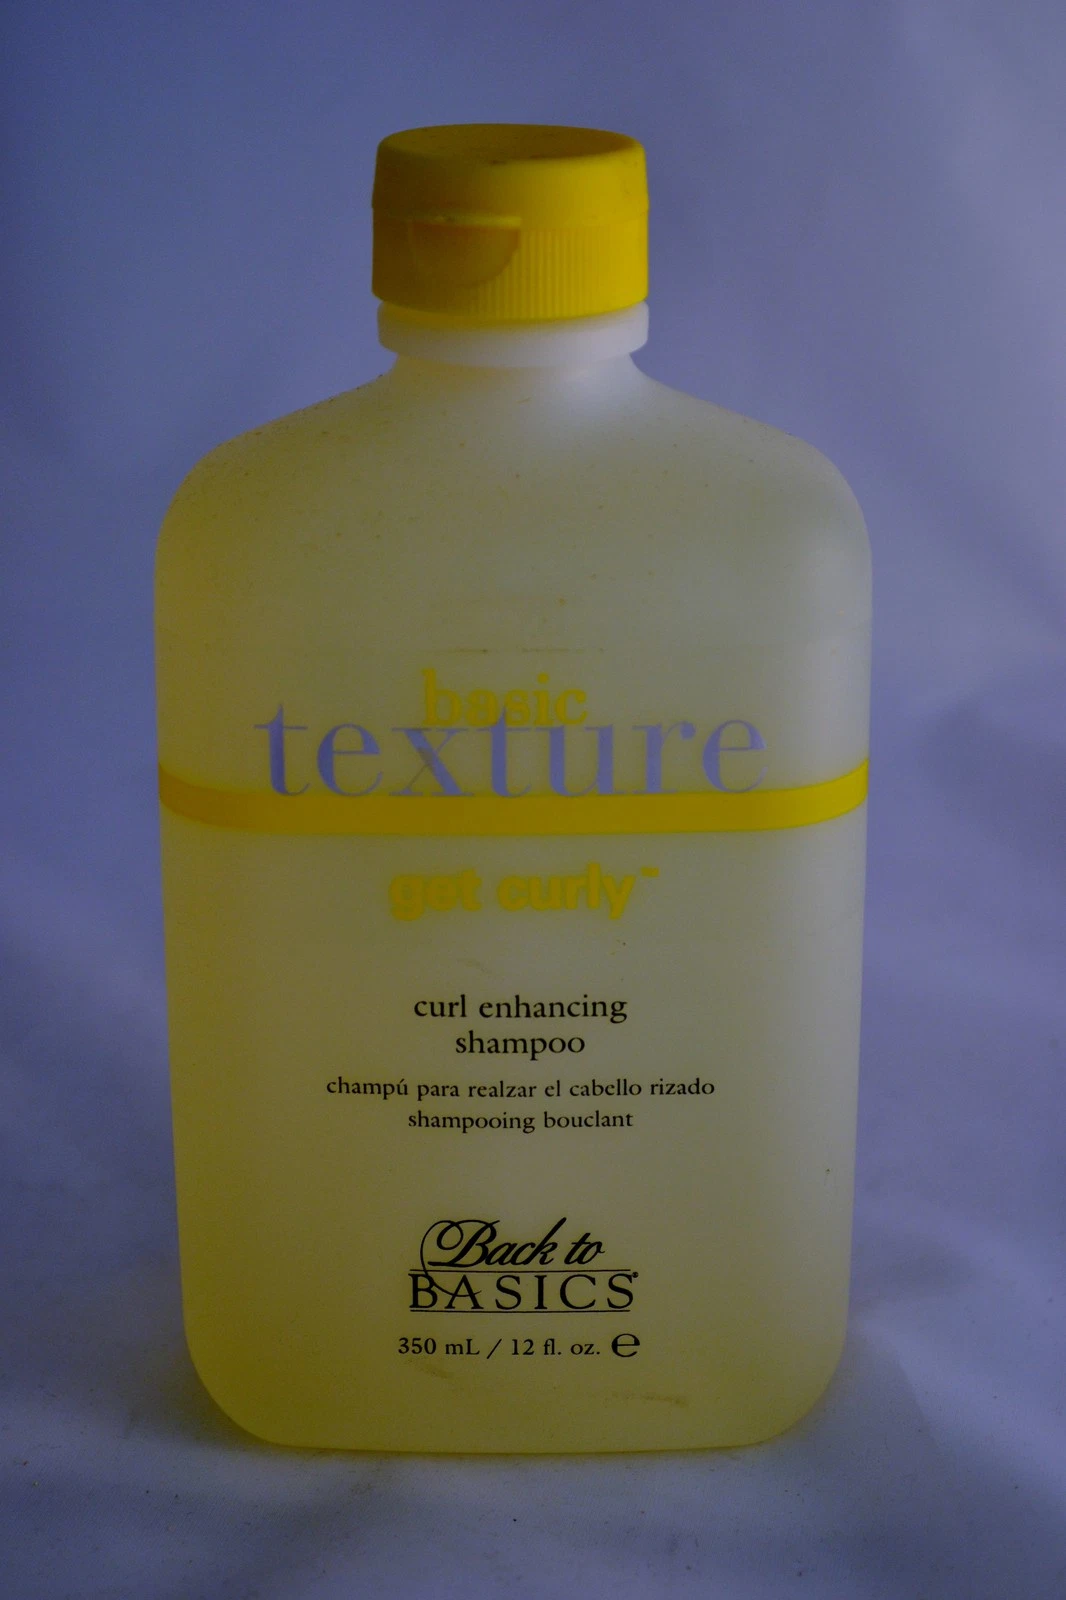 basic
texture
get curly™
curl enhancing
shampoo
champú para realzar el cabello rizado
shampooing bouclant
Back to
BASICS®
350 mL / 12 fl. oz. ℮